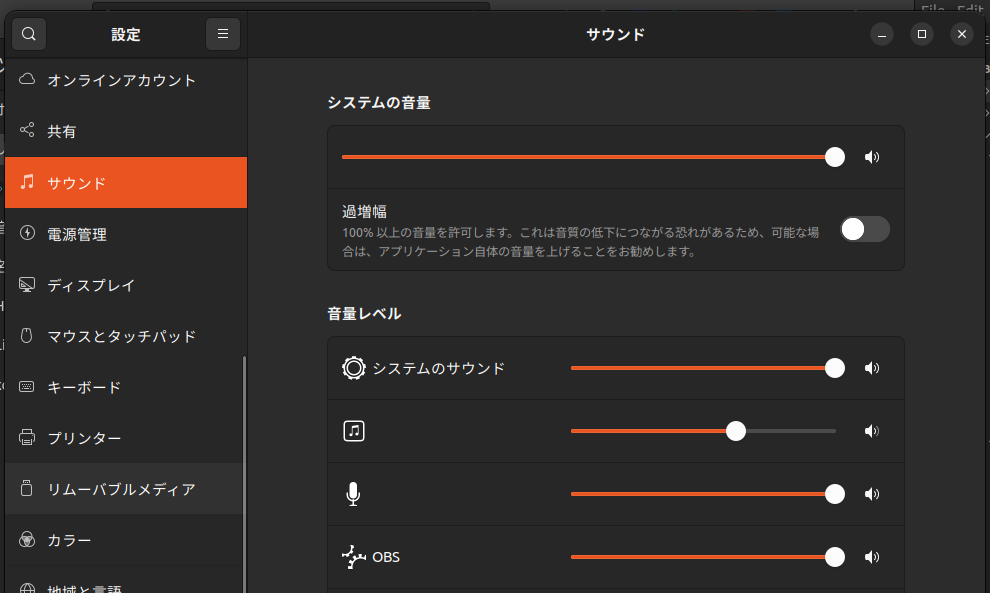 File Edit
設定
サウンド
オンラインアカウント
共有
サウンド
電源管理
ディスプレイ
マウスとタッチパッド
キーボード
プリンター
リムーバブルメディア
カラー
地域と言語
システムの音量
過増幅
100% 以上の音量を許可します。これは音質の低下につながる恐れがあるため、可能な場
合は、アプリケーション自体の音量を上げることをお勧めします。
音量レベル
システムのサウンド
OBS